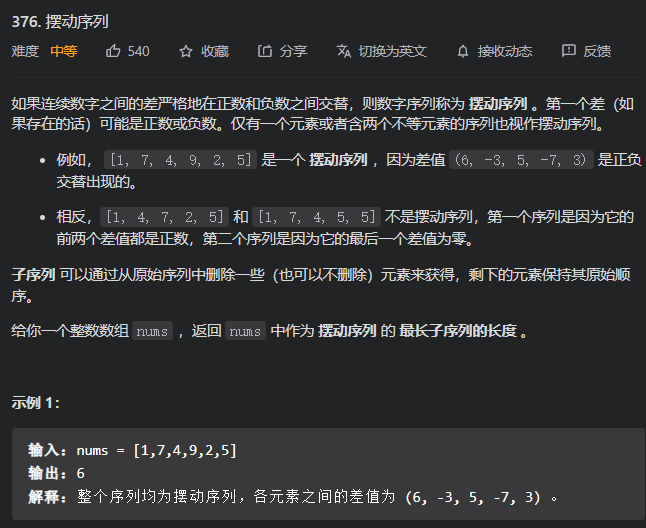 376. 摆动序列
难度 中等 540 收藏 分享 切换为英文 接收动态 反馈
如果连续数字之间的差严格地在正数和负数之间交替，则数字序列称为 摆动序列 。第一个差（如
果存在的话）可能是正数或负数。仅有一个元素或者含两个不等元素的序列也视作摆动序列。
• 例如， [1, 7, 4, 9, 2, 5] 是一个 摆动序列 ，因为差值 (6, -3, 5, -7, 3) 是正负
交替出现的。
• 相反，[1, 4, 7, 2, 5] 和 [1, 7, 4, 5, 5] 不是摆动序列，第一个序列是因为它的
前两个差值都是正数，第二个序列是因为它的最后一个差值为零。
子序列 可以通过从原始序列中删除一些（也可以不删除）元素来获得，剩下的元素保持其原始顺
序。
给你一个整数数组 nums ，返回 nums 中作为 摆动序列 的 最长子序列的长度 。
示例 1：
输入：nums = [1,7,4,9,2,5]
输出：6
解释：整个序列均为摆动序列，各元素之间的差值为 (6, -3, 5, -7, 3) 。